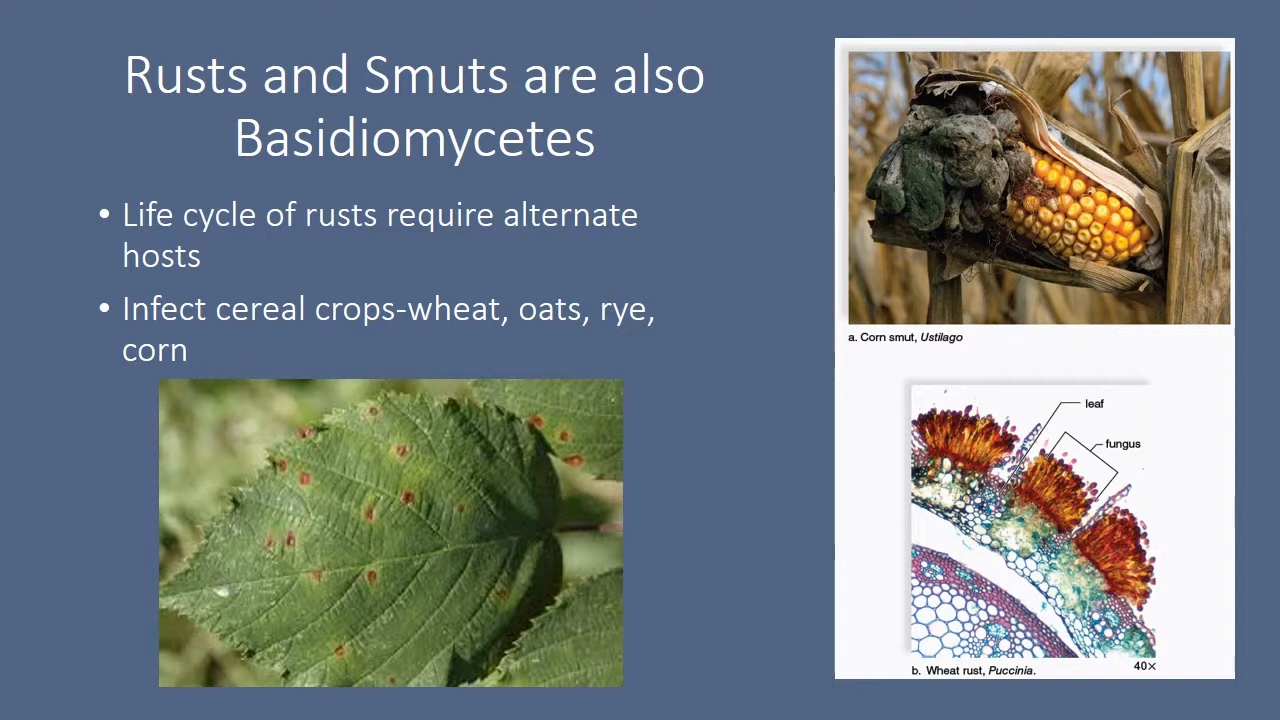 Rusts and Smuts are also
Basidiomycetes
• Life cycle of rusts require alternate
hosts
• Infect cereal crops-wheat, oats, rye,
corn
a. Corn smut, Ustilago
leaf
fungus
40×
b. Wheat rust, Puccinia.